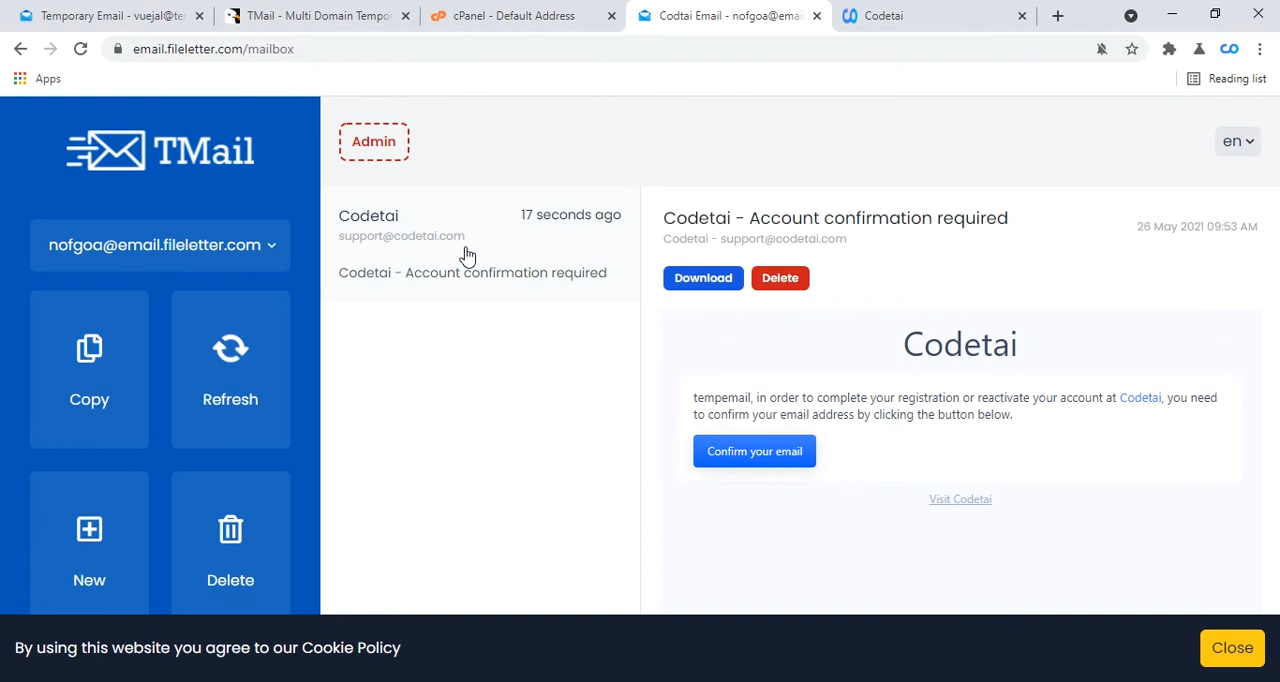 Temporary Email - vuejal@te
TMail - Multi Domain Tempo
cPanel - Default Address
Codtai Email - nofgoa@emai
Codetai
email.fileletter.com/mailbox
Apps
Reading list
TMail
Admin
en
nofgoa@email.fileletter.com
Copy
Refresh
New
Delete
Codetai
17 seconds ago
support@codetai.com
Codetai - Account confirmation required
Codetai - Account confirmation required
Codetai - support@codetai.com
26 May 2021 09:53 AM
Download
Delete
Codetai
tempemail, in order to complete your registration or reactivate your account at Codetai, you need
to confirm your email address by clicking the button below.
Confirm your email
Visit Codetai
By using this website you agree to our Cookie Policy
Close